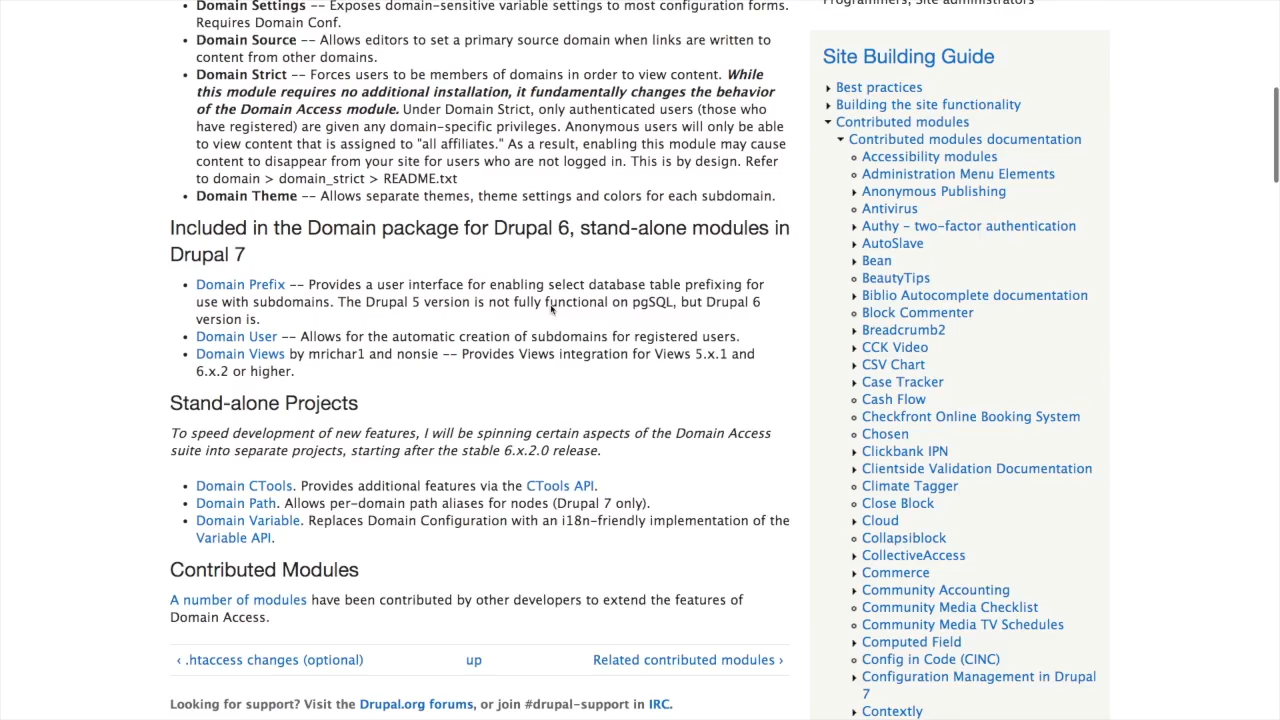 Domain Settings -- Exposes domain-sensitive variable settings to most configuration forms.
Requires Domain Conf.
Domain Source -- Allows editors to set a primary source domain when links are written to
content from other domains.
Domain Strict -- Forces users to be members of domains in order to view content. While
this module requires no additional installation, it fundamentally changes the behavior
of the Domain Access module. Under Domain Strict, only authenticated users (those who
have registered) are given any domain-specific privileges. Anonymous users will only be able
to view content that is assigned to "all affiliates." As a result, enabling this module may cause
content to disappear from your site for users who are not logged in. This is by design. Refer
to domain > domain_strict > README.txt
Domain Theme -- Allows separate themes, theme settings and colors for each subdomain.
Included in the Domain package for Drupal 6, stand-alone modules in
Drupal 7
Domain Prefix -- Provides a user interface for enabling select database table prefixing for
use with subdomains. The Drupal 5 version is not fully functional on pgSQL, but Drupal 6
version is.
Domain User -- Allows for the automatic creation of subdomains for registered users.
Domain Views by mrichar1 and nonsie -- Provides Views integration for Views 5.x.1 and
6.x.2 or higher.
Stand-alone Projects
To speed development of new features, I will be spinning certain aspects of the Domain Access
suite into separate projects, starting after the stable 6.x.2.0 release.
Domain CTools. Provides additional features via the CTools API.
Domain Path. Allows per-domain path aliases for nodes (Drupal 7 only).
Domain Variable. Replaces Domain Configuration with an i18n-friendly implementation of the
Variable API.
Contributed Modules
A number of modules have been contributed by other developers to extend the features of
Domain Access.
‹ .htaccess changes (optional) up Related contributed modules ›
Looking for support? Visit the Drupal.org forums, or join #drupal-support in IRC.
Programmers, Site administrators
Site Building Guide
Best practices
Building the site functionality
Contributed modules
Contributed modules documentation
Accessibility modules
Administration Menu Elements
Anonymous Publishing
Antivirus
Authy - two-factor authentication
AutoSlave
Bean
BeautyTips
Biblio Autocomplete documentation
Block Commenter
Breadcrumb2
CCK Video
CSV Chart
Case Tracker
Cash Flow
Checkfront Online Booking System
Chosen
Clickbank IPN
Clientside Validation Documentation
Climate Tagger
Close Block
Cloud
Collapsiblock
CollectiveAccess
Commerce
Community Accounting
Community Media Checklist
Community Media TV Schedules
Computed Field
Config in Code (CINC)
Configuration Management in Drupal
7
Contextly